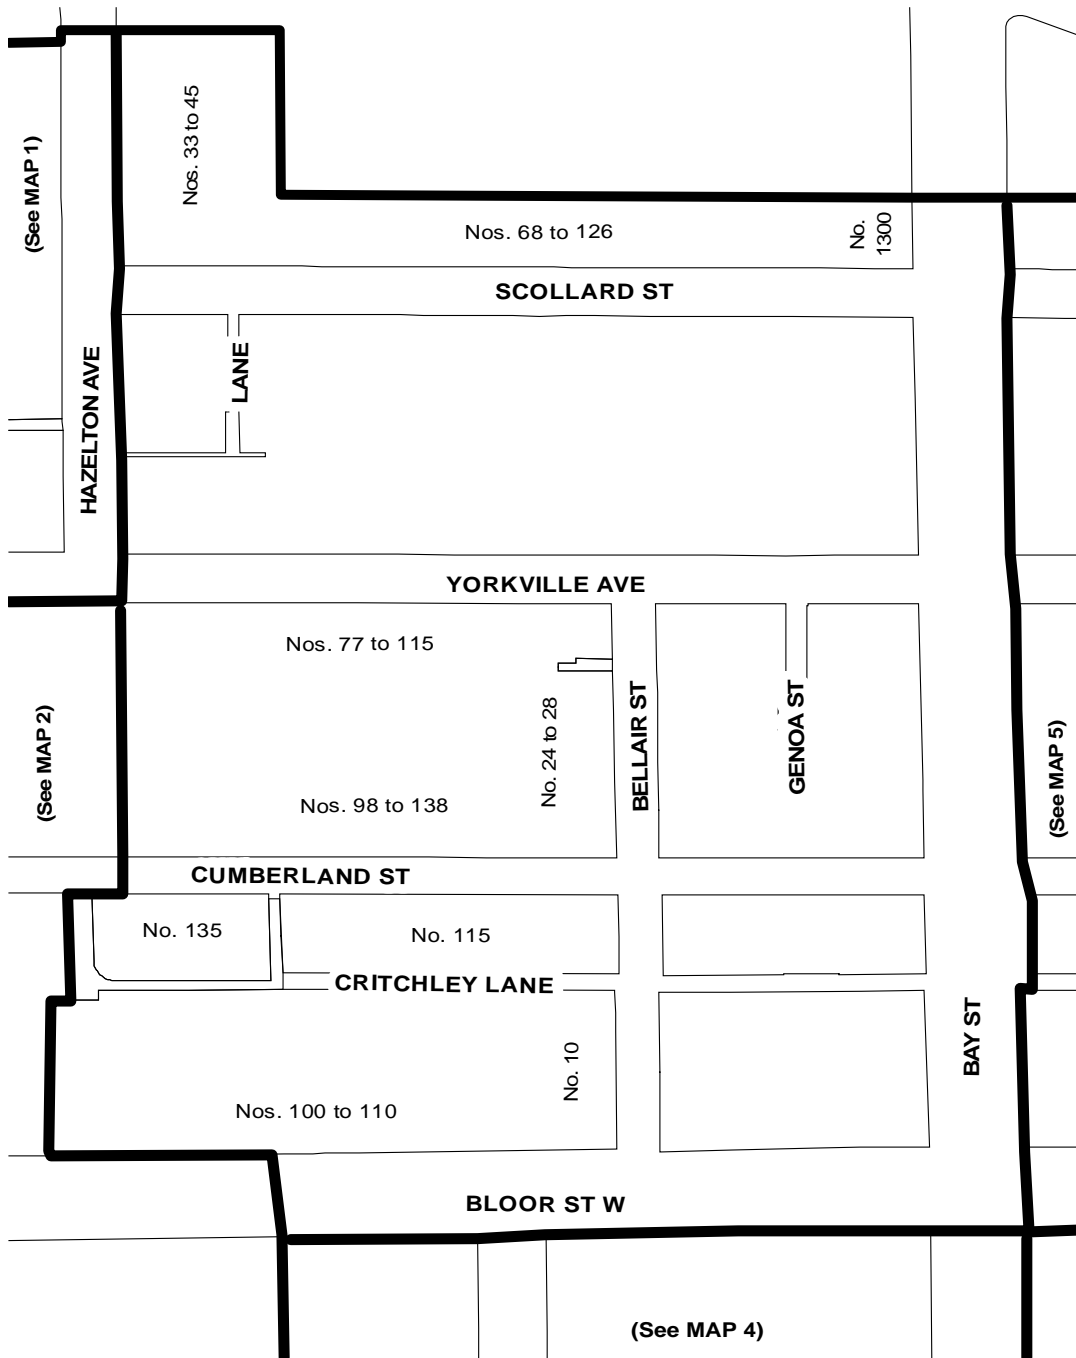 Nos. 33 to 45
(See MAP 1)
Nos. 68 to 126
No.
1300
SCOLLARD ST
LANE
HAZELTON AVE
YORKVILLE AVE
Nos. 77 to 115
No. 24 to 28
BELLAIR ST
GENOA ST
(See MAP 2)
(See MAP 5)
Nos. 98 to 138
CUMBERLAND ST
No. 135
No. 115
CRITCHLEY LANE
BAY ST
No. 10
Nos. 100 to 110
BLOOR ST W
(See MAP 4)